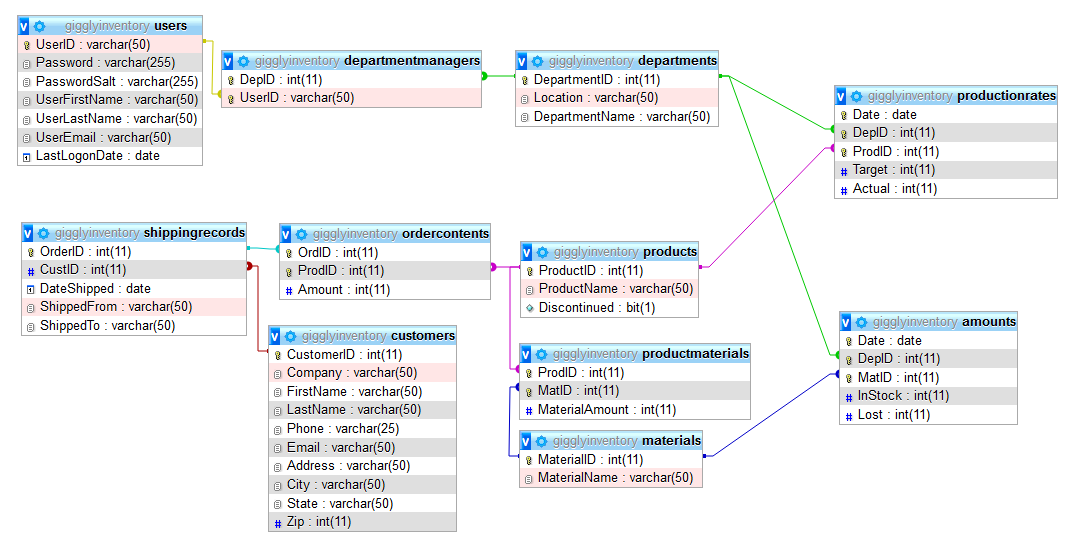 v gigglyinventory users
UserID : varchar(50)
Password : varchar(255)
PasswordSalt : varchar(255)
UserFirstName : varchar(50)
UserLastName : varchar(50)
UserEmail : varchar(50)
LastLogonDate : date
v gigglyinventory departmentmanagers
DepID : int(11)
UserID : varchar(50)
v gigglyinventory departments
DepartmentID : int(11)
Location : varchar(50)
DepartmentName : varchar(50)
v gigglyinventory productionrates
Date : date
DepID : int(11)
ProdID : int(11)
# Target : int(11)
# Actual : int(11)
v gigglyinventory shippingrecords
OrderID : int(11)
# CustID : int(11)
DateShipped : date
ShippedFrom : varchar(50)
ShippedTo : varchar(50)
v gigglyinventory ordercontents
OrdID : int(11)
ProdID : int(11)
# Amount : int(11)
v gigglyinventory products
ProductID : int(11)
ProductName : varchar(50)
Discontinued : bit(1)
v gigglyinventory customers
CustomerID : int(11)
Company : varchar(50)
FirstName : varchar(50)
LastName : varchar(50)
Phone : varchar(25)
Email : varchar(50)
Address : varchar(50)
City : varchar(50)
State : varchar(50)
# Zip : int(11)
v gigglyinventory productmaterials
ProdID : int(11)
MatID : int(11)
# MaterialAmount : int(11)
v gigglyinventory materials
MaterialID : int(11)
MaterialName : varchar(50)
v gigglyinventory amounts
Date : date
DepID : int(11)
MatID : int(11)
# InStock : int(11)
# Lost : int(11)